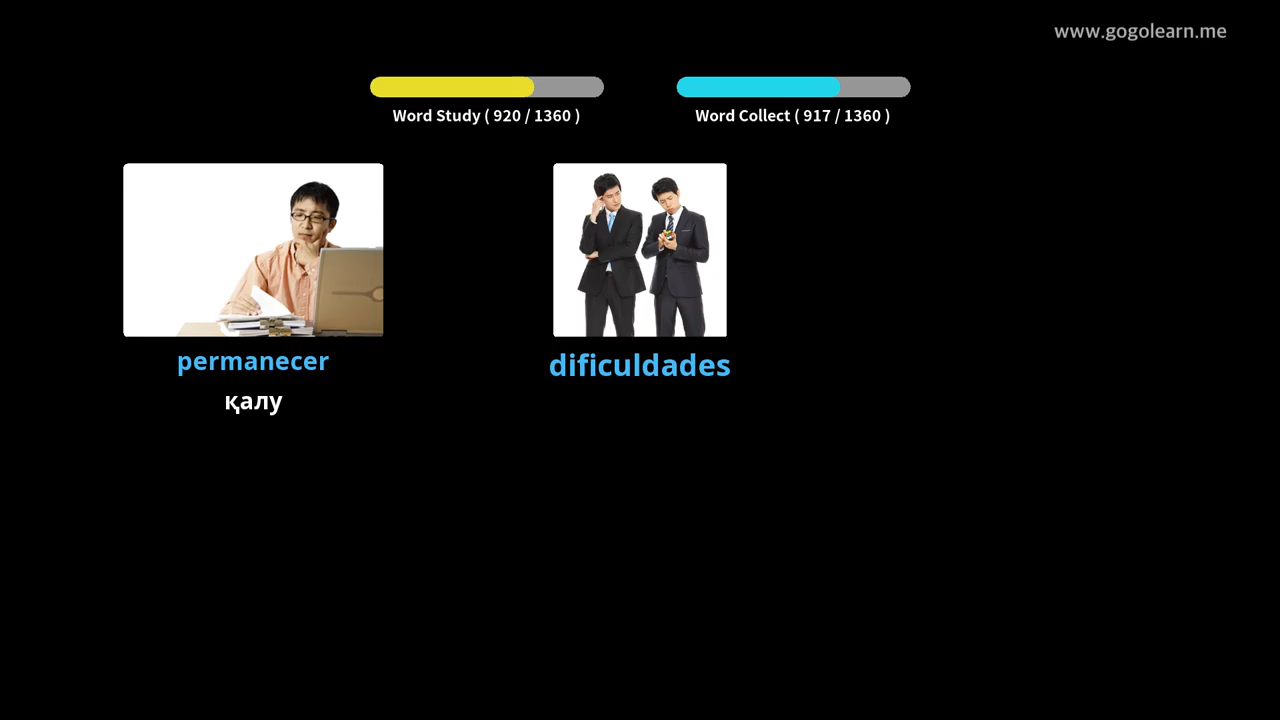 www.gogolearn.me
Word Study ( 920 / 1360 )
Word Collect ( 917 / 1360 )
permanecer
қалу
dificuldades